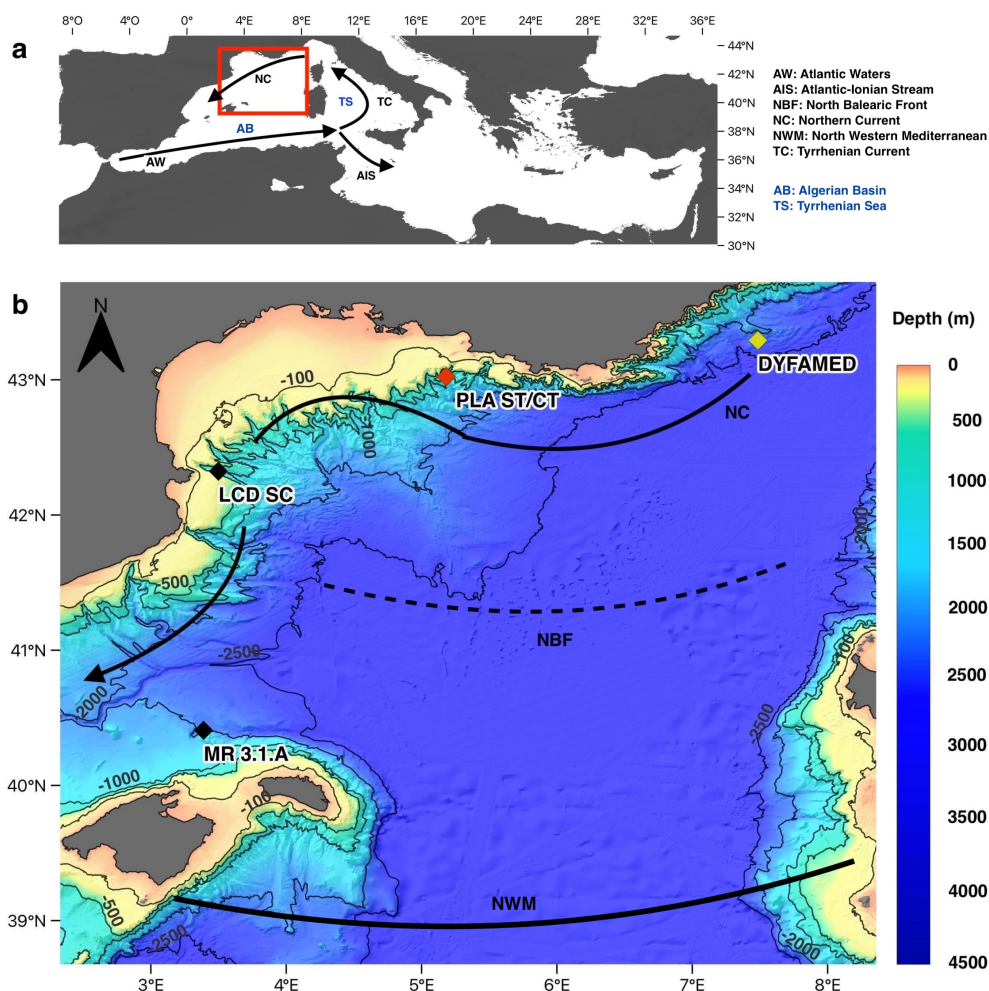 8°O 4°O 0° 4°E 8°E 12°E 16°E 20°E 24°E 28°E 32°E 36°E
a
44°N
42°N
40°N
38°N
36°N
34°N
32°N
30°N
NC
TS
TC
AB
AW
AIS
AW: Atlantic Waters
AIS: Atlantic-Ionian Stream
NBF: North Balearic Front
NC: Northern Current
NWM: North Western Mediterranean
TC: Tyrrhenian Current
AB: Algerian Basin
TS: Tyrrhenian Sea
b
N
DYFAMED
43°N
-100
PLA ST/CT
NC
-1000
LCD SC
42°N
-2000
-500
NBF
41°N
-2500
-100
-2000
2500
MR 3.1.A
40°N
-1000
-100
NWM
-500
39°N
-2500
-2000
3°E 4°E 5°E 6°E 7°E 8°E
Depth (m)
0
500
1000
1500
2000
2500
3000
3500
4000
4500